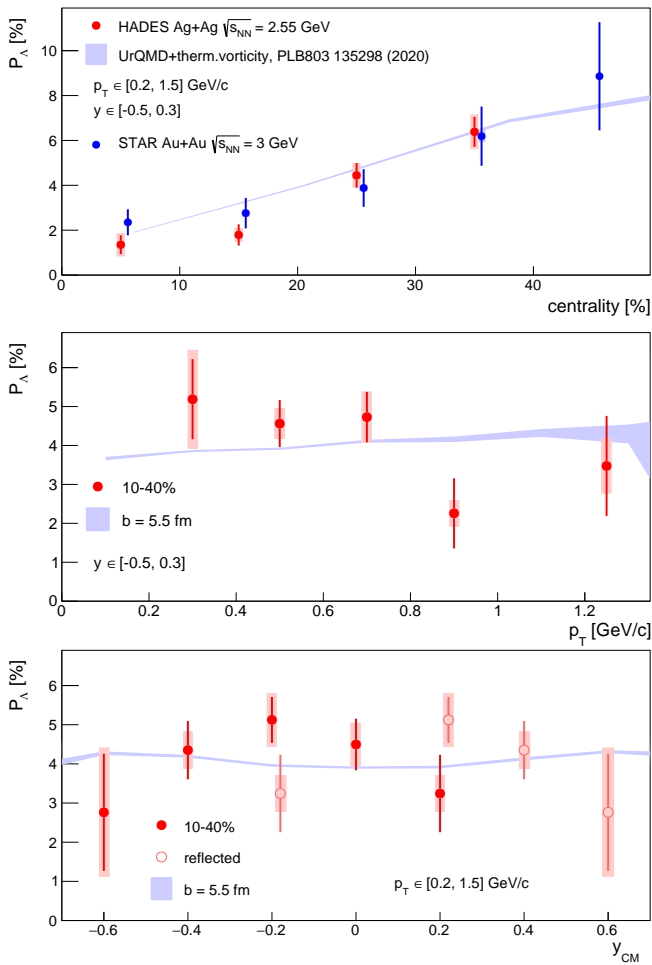 P_Λ [%]
HADES Ag+Ag √s_NN = 2.55 GeV
UrQMD+therm.vorticity, PLB803 135298 (2020)
p_T ∈ [0.2, 1.5] GeV/c
y ∈ [-0.5, 0.3]
STAR Au+Au √s_NN = 3 GeV
10
8
6
4
2
0
0 10 20 30 40
centrality [%]
P_Λ [%]
6
5
4
3
2
1
0
10-40%
b = 5.5 fm
y ∈ [-0.5, 0.3]
0 0.2 0.4 0.6 0.8 1 1.2
p_T [GeV/c]
P_Λ [%]
6
5
4
3
2
1
0
10-40%
reflected
b = 5.5 fm
p_T ∈ [0.2, 1.5] GeV/c
−0.6 −0.4 −0.2 0 0.2 0.4 0.6
y_CM